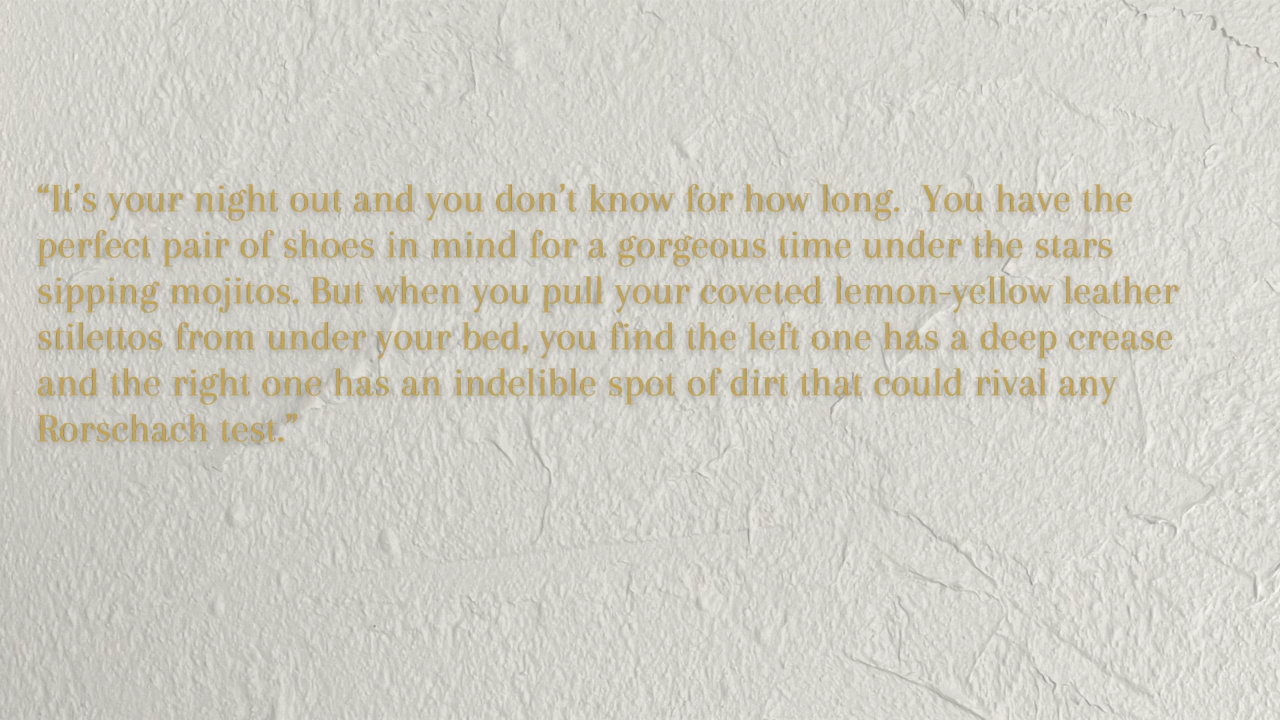 “It’s your night out and you don’t know for how long.  You have the
perfect pair of shoes in mind for a gorgeous time under the stars
sipping mojitos. But when you pull your coveted lemon-yellow leather
stilettos from under your bed, you find the left one has a deep crease
and the right one has an indelible spot of dirt that could rival any
Rorschach test.”